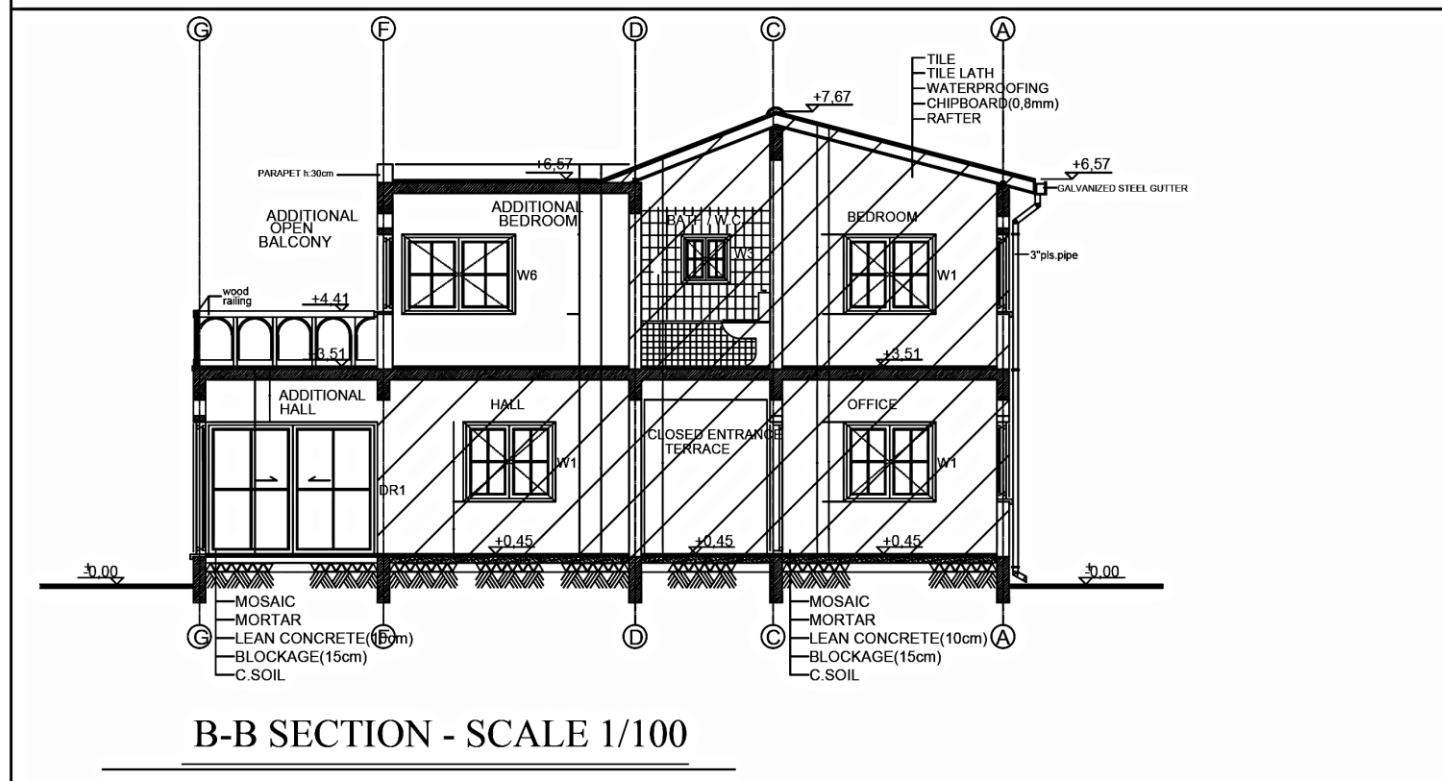 G F D C A
TILE
TILE LATH
WATERPROOFING
CHIPBOARD(0,8mm)
RAFTER
+7,67
+6,57
+6,57
PARAPET h:30cm
GALVANIZED STEEL GUTTER
ADDITIONAL
OPEN
BALCONY
ADDITIONAL
BEDROOM
BATH / W.C
BEDROOM
W6
W3
W1
3"pls.pipe
wood
railing
+4,41
+3,51
+3,51
ADDITIONAL
HALL
HALL
CLOSED ENTRANCE
TERRACE
OFFICE
DR1
W1
W1
+0,45
+0,45
+0,45
±0,00
±0,00
MOSAIC
MORTAR
LEAN CONCRETE(10cm)
BLOCKAGE(15cm)
C.SOIL
MOSAIC
MORTAR
LEAN CONCRETE(10cm)
BLOCKAGE(15cm)
C.SOIL
G F D C A
B-B SECTION - SCALE 1/100